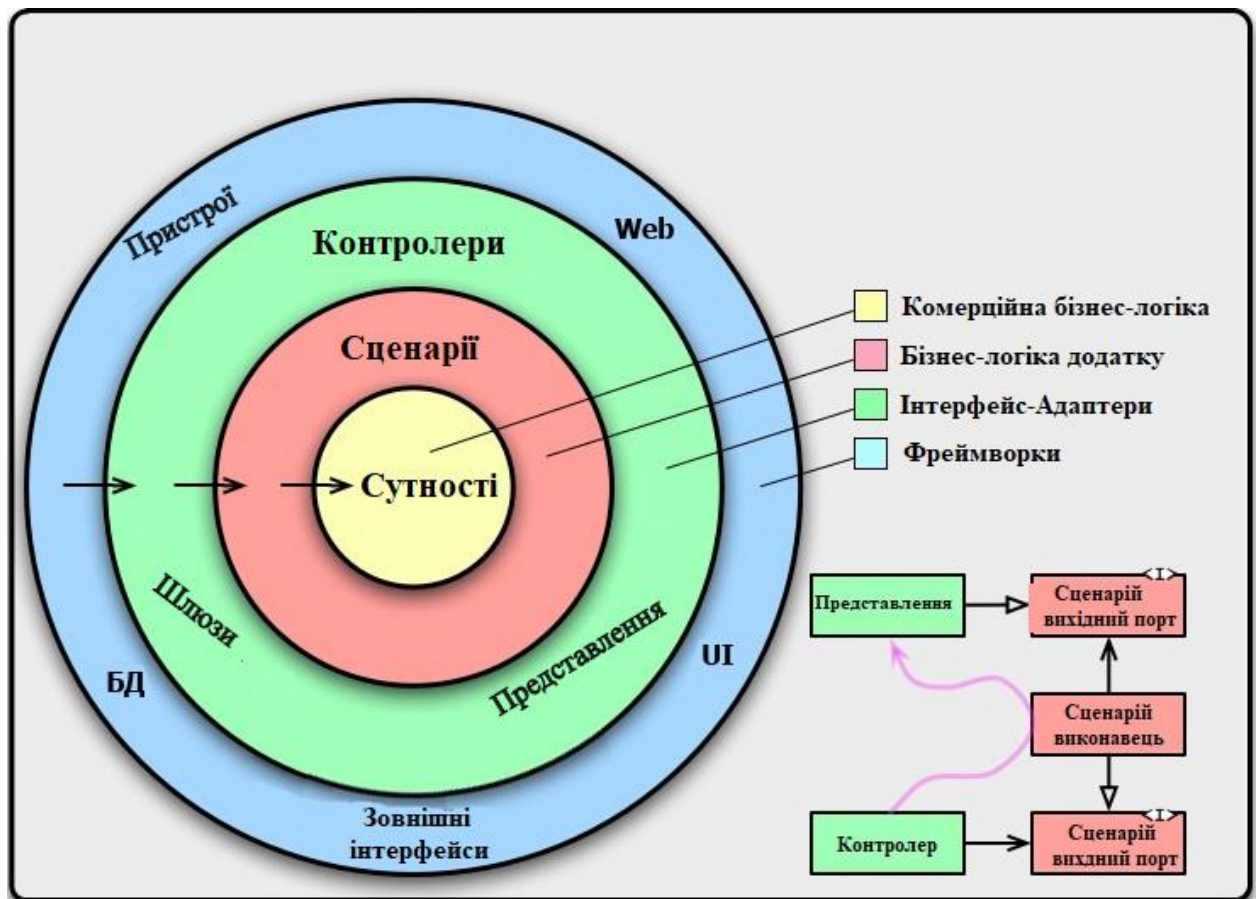 Пристрої
Web
Контролери
Сценарії
Сутності
Шлюзи
Представлення
БД
UI
Зовнішні
інтерфейси
Комерційна бізнес-логіка
Бізнес-логіка додатку
Інтерфейс-Адаптери
Фреймворки
Представлення
<I>
Сценарій
вихідний порт
Сценарій
виконавець
Контролер
<I>
Сценарій
вихдний порт